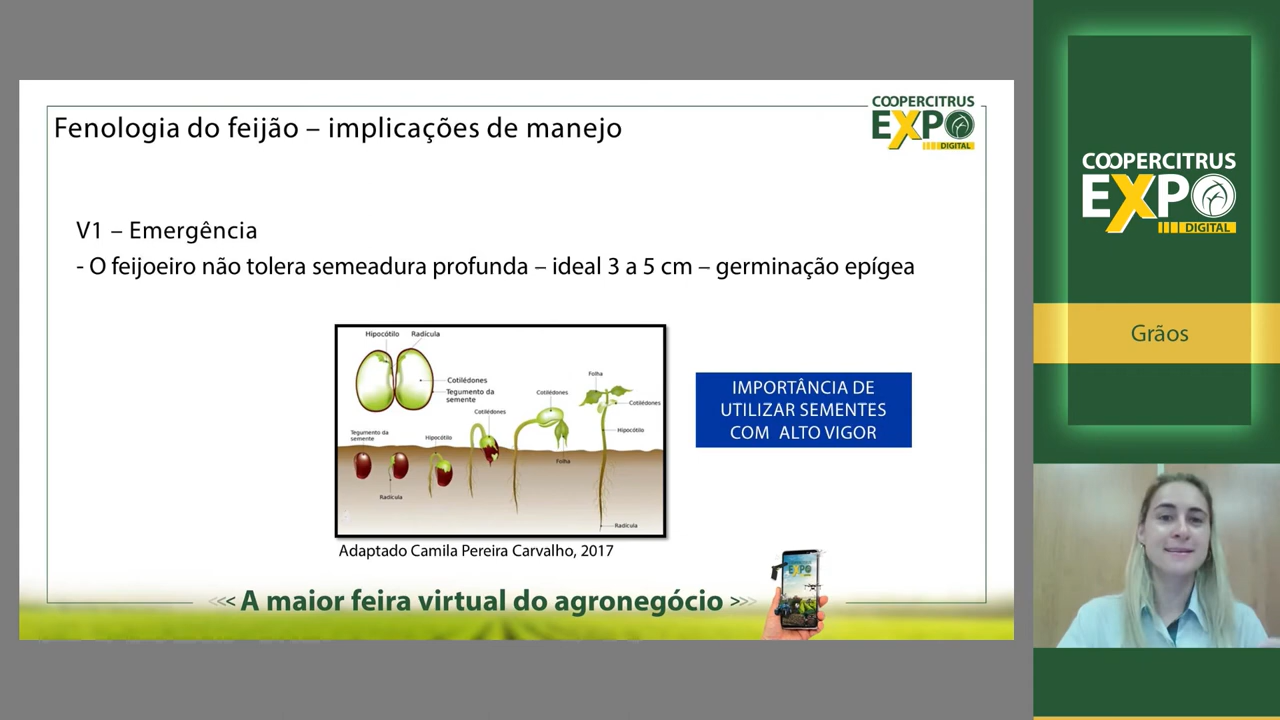 Fenologia do feijão – implicações de manejo
COOPERCITRUS
EXPO
DIGITAL
V1 – Emergência
- O feijoeiro não tolera semeadura profunda – ideal 3 a 5 cm – germinação epígea
Hipocótilo
Radícula
Cotilédones
Tegumento da
semente
Tegumento da
semente
Radícula
Hipocótilo
Cotilédones
Cotilédones
Folha
Folha
Cotilédones
Hipocótilo
Radícula
IMPORTÂNCIA DE
UTILIZAR SEMENTES
COM ALTO VIGOR
Adaptado Camila Pereira Carvalho, 2017
<<< A maior feira virtual do agronegócio >>>
EXPO
COOPERCITRUS
EXPO
DIGITAL
Grãos